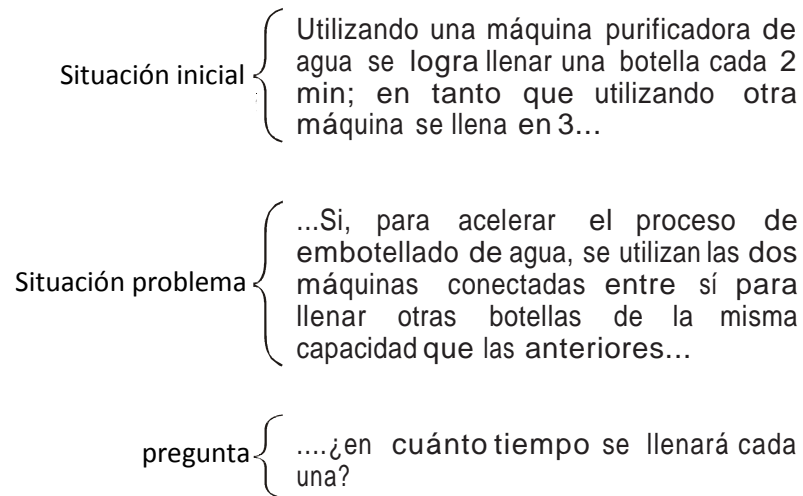 Situación inicial
Utilizando una máquina purificadora de
agua se logra llenar una botella cada 2
min; en tanto que utilizando otra
máquina se llena en 3...
Situación problema
...Si, para acelerar el proceso de
embotellado de agua, se utilizan las dos
máquinas conectadas entre sí para
llenar otras botellas de la misma
capacidad que las anteriores...
pregunta
....¿en cuánto tiempo se llenará cada
una?